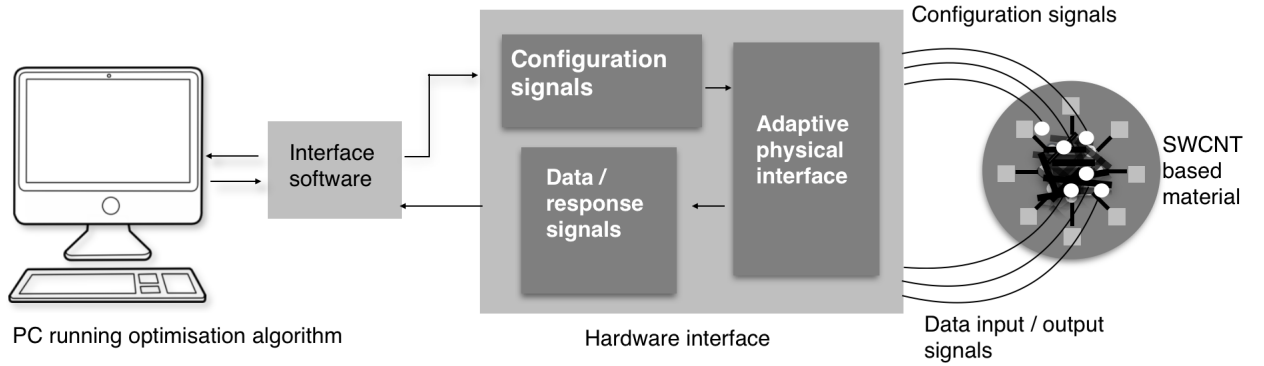 Configuration signals
Configuration
signals
Adaptive
physical
interface
Interface
software
Data /
response
signals
SWCNT
based
material
PC running optimisation algorithm
Hardware interface
Data input / output
signals